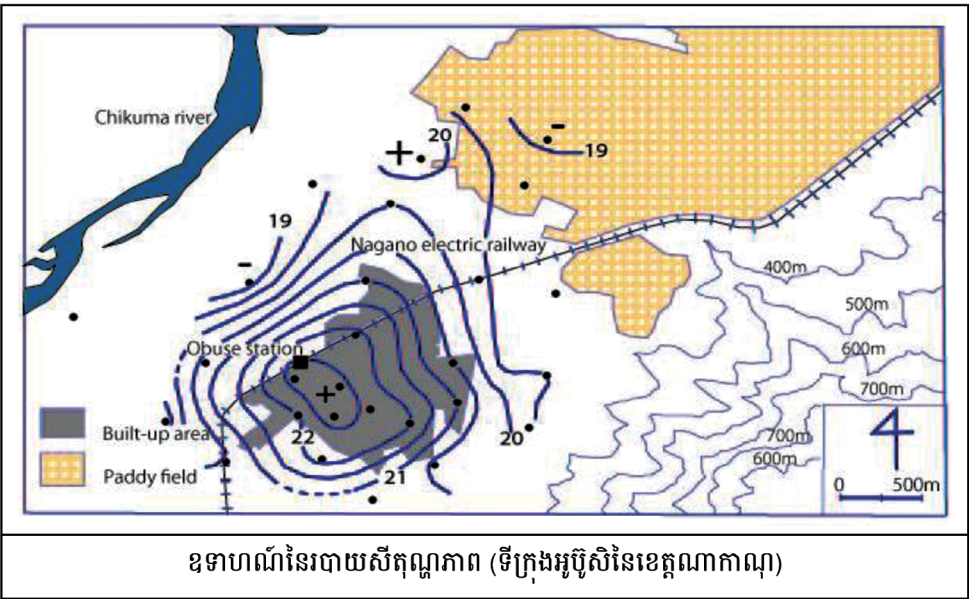 Chikuma river
20
+
-
19
19
-
Nagano electric railway
400m
500m
Obuse station
600m
700m
+
22
20
Built-up area
700m
21
600m
Paddy field
0 500m
ឧទាហណ៍នៃរបាយសីតុណ្ហភាព (ទីក្រុងអូប៊ូសិនៃខេត្តណាកាណុ)